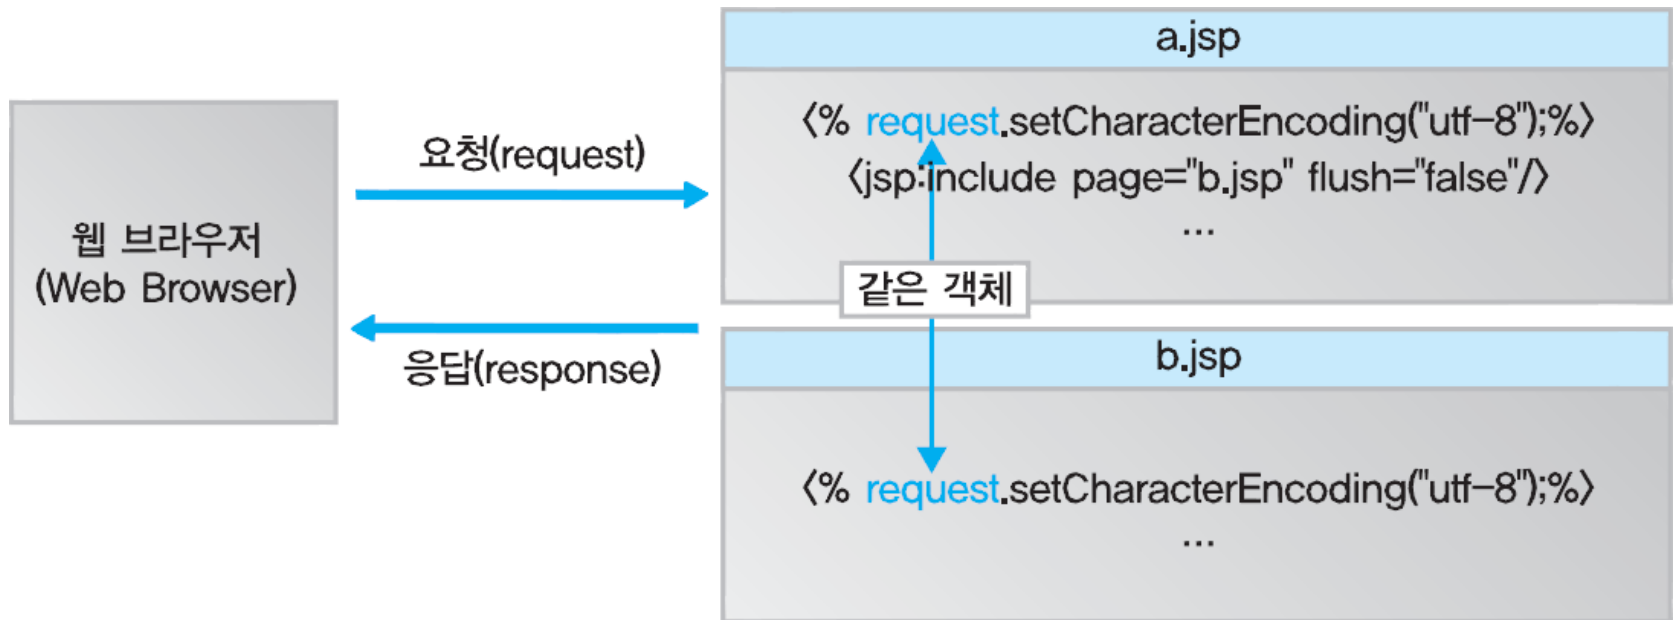 웹 브라우저
(Web Browser)
요청(request)
응답(response)
a.jsp
<% request.setCharacterEncoding("utf-8");%>
<jsp:include page="b.jsp" flush="false"/>
...
같은 객체
b.jsp
<% request.setCharacterEncoding("utf-8");%>
...